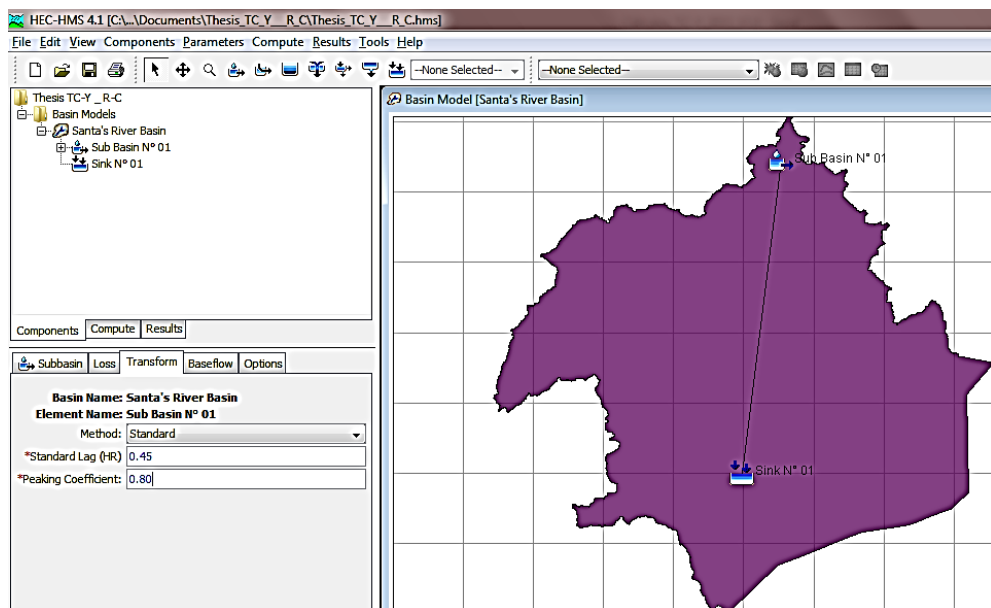 HEC-HMS 4.1 [C:\...\Documents\Thesis_TC_Y__R_C\Thesis_TC_Y__R_C.hms]
File Edit View Components Parameters Compute Results Tools Help
--None Selected-- --None Selected--
Thesis TC-Y _ R-C
Basin Models
Santa's River Basin
Sub Basin N° 01
Sink N° 01
Components Compute Results
Subbasin Loss Transform Baseflow Options
Basin Name: Santa's River Basin
Element Name: Sub Basin N° 01
Method: Standard
*Standard Lag (HR) 0.45
*Peaking Coefficient: 0.80
Basin Model [Santa's River Basin]
Sub Basin N° 01
Sink N° 01